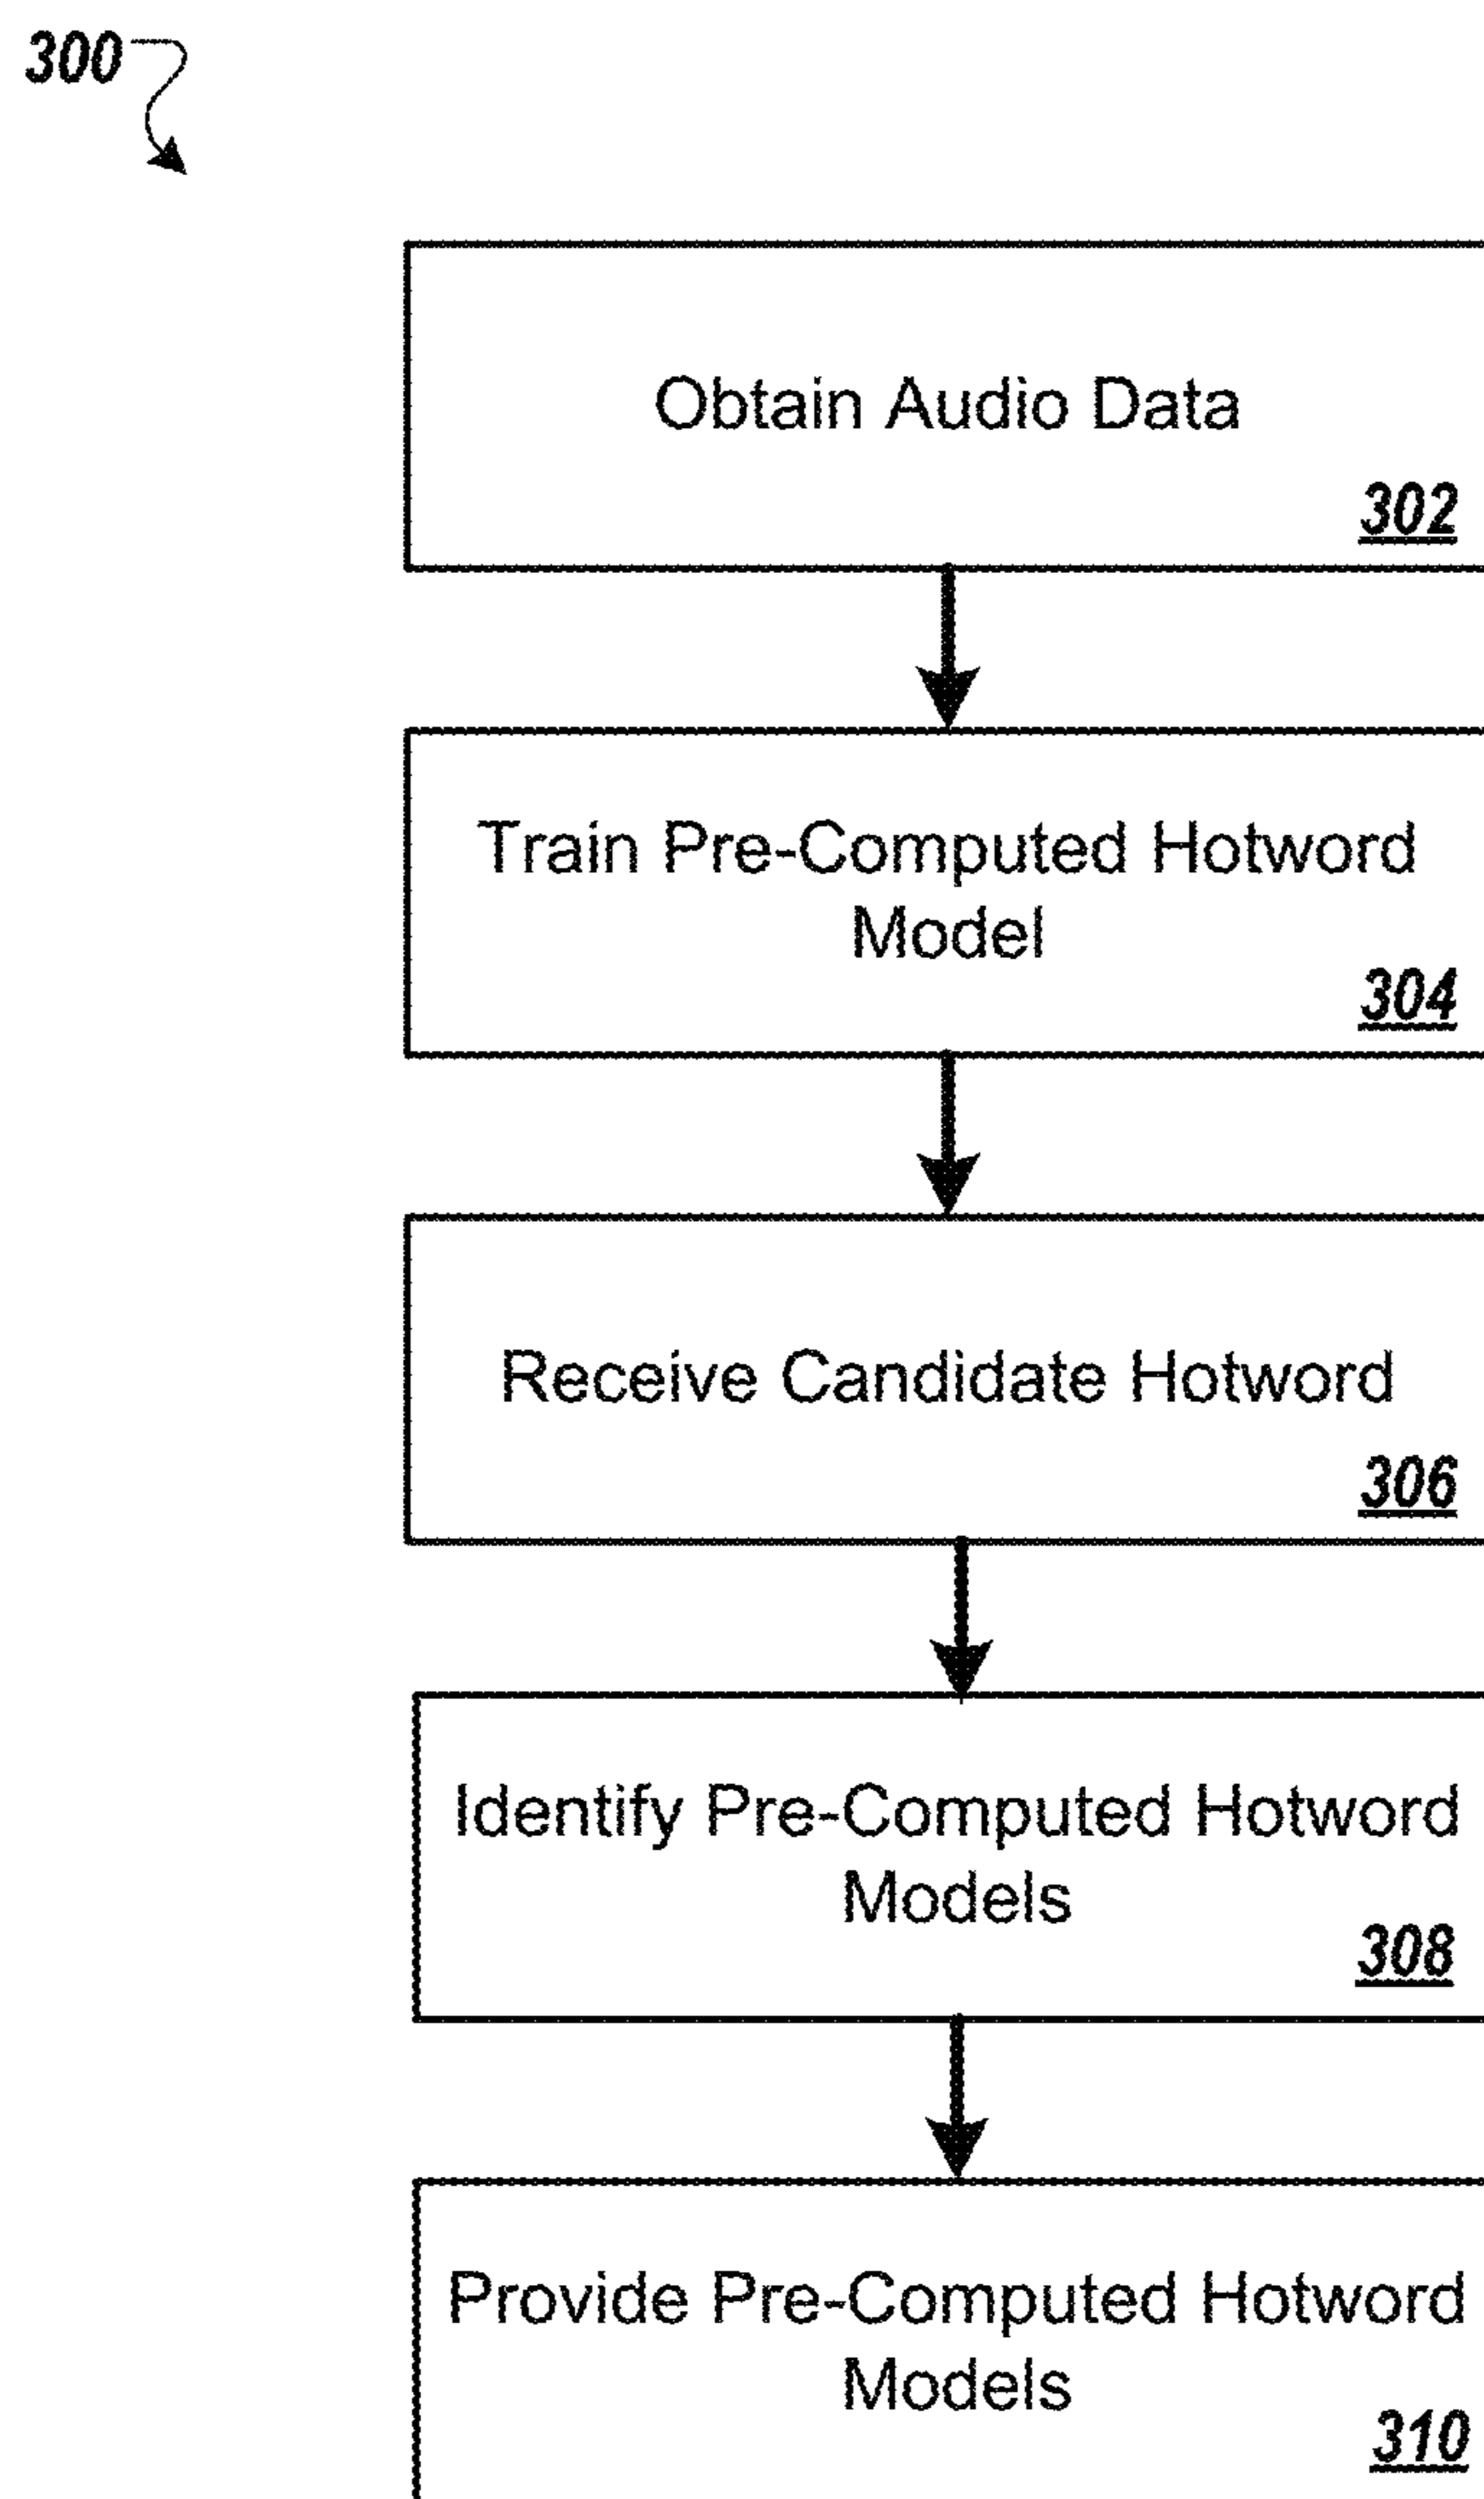 300
Obtain Audio Data
302
Train Pre-Computed Hotword
Model
304
Receive Candidate Hotword
306
Identify Pre-Computed Hotword
Models
308
Provide Pre-Computed Hotword
Models
310